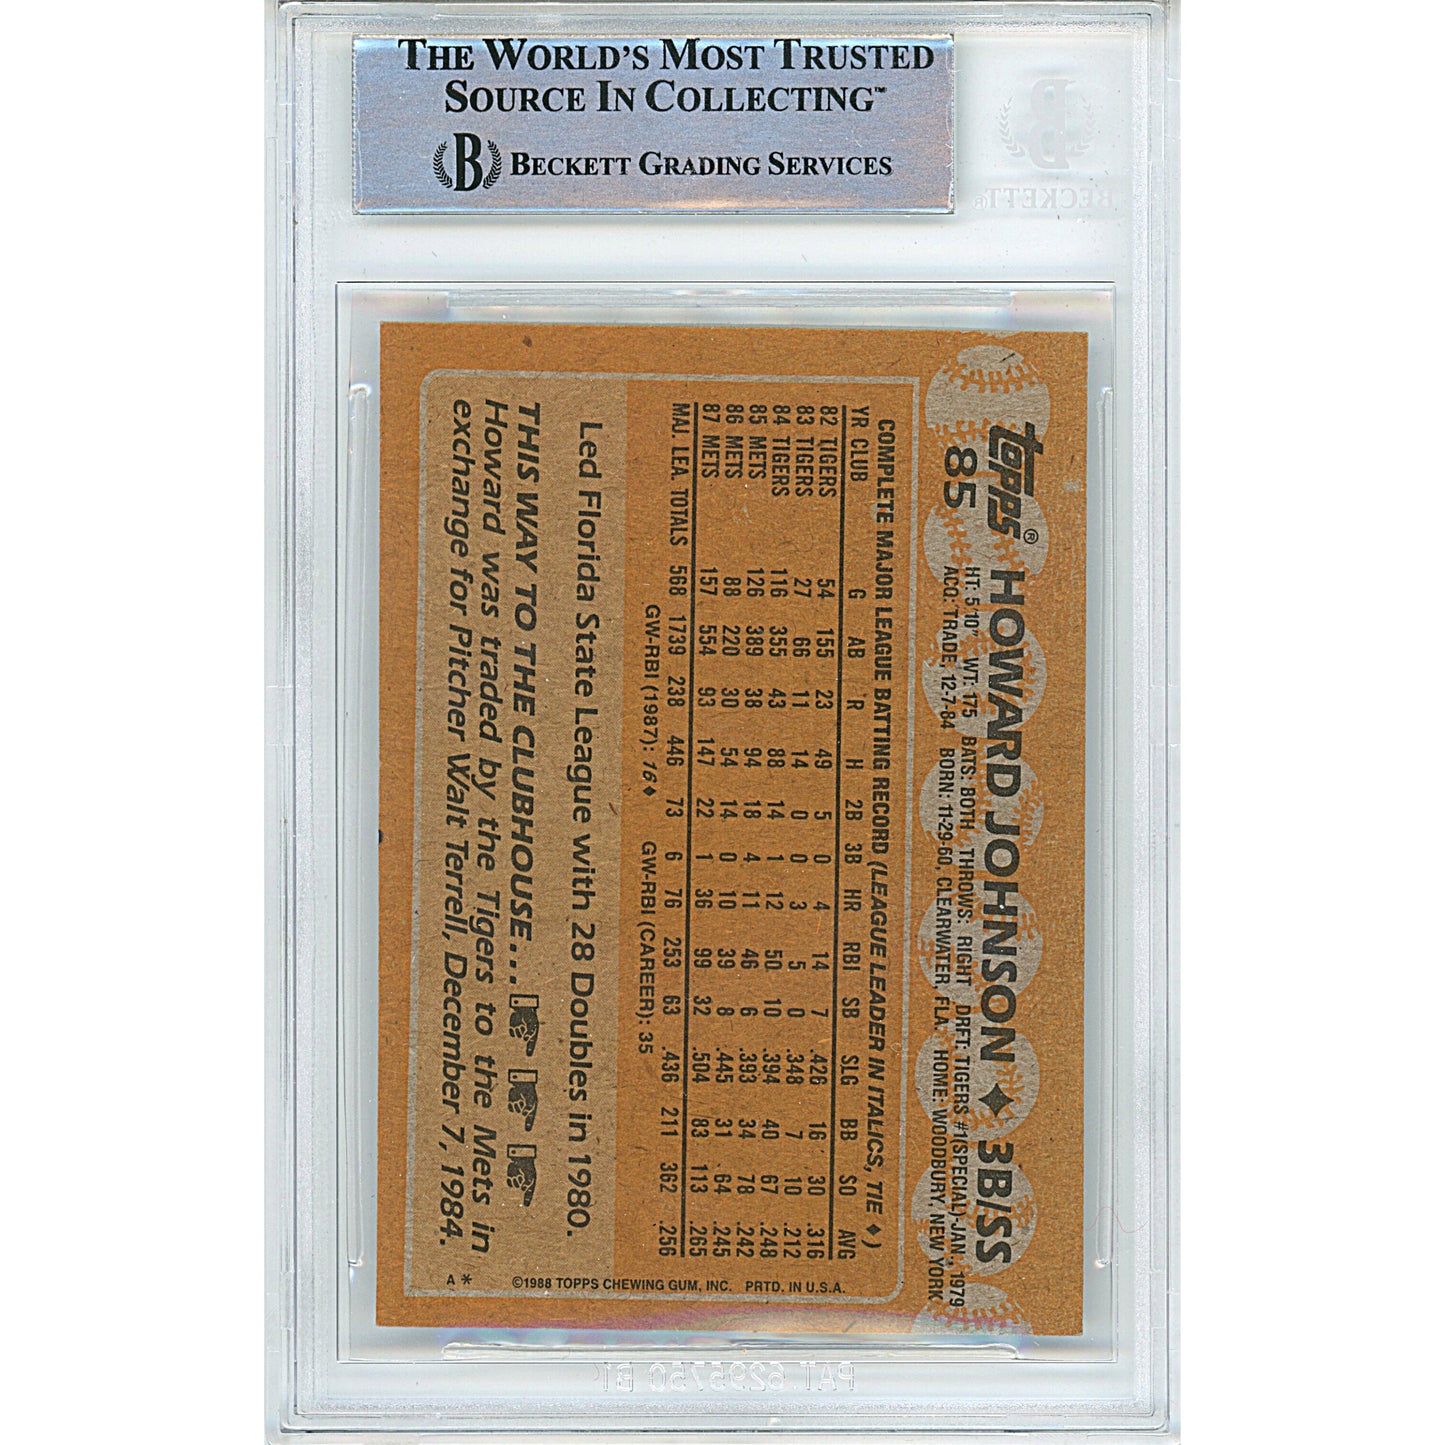 THE WORLD'S MOST TRUSTED
SOURCE IN COLLECTING™
B BECKETT GRADING SERVICES
B
BECKETT®
topps® HOWARD JOHNSON ♦ 3B/SS
85 HT: 5'10" WT: 175 BATS: BOTH THROWS: RIGHT DRFT: TIGERS #1(SPECIAL)-JAN., 1979
ACQ: TRADE, 12-7-84 BORN: 11-29-60, CLEARWATER, FLA. HOME: WOODBURY, NEW YORK
COMPLETE MAJOR LEAGUE BATTING RECORD (LEAGUE LEADER IN ITALICS, TIE ♦)
YR CLUB G AB R H 2B 3B HR RBI SB SLG BB SO AVG
82 TIGERS 54 155 23 49 5 0 4 14 7 .426 16 30 .316
83 TIGERS 27 66 11 14 0 0 3 5 0 .348 7 10 .212
84 TIGERS 116 355 43 88 14 1 12 50 10 .394 40 67 .248
85 METS 126 389 38 94 18 4 11 46 6 .393 34 78 .242
86 METS 88 220 30 54 14 0 10 39 8 .445 31 64 .245
87 METS 157 554 93 147 22 1 36 99 32 .504 83 113 .265
MAJ. LEA. TOTALS 568 1739 238 446 73 6 76 253 63 .436 211 362 .256
GW-RBI (1987): 16♦ GW-RBI (CAREER): 35
Led Florida State League with 28 Doubles in 1980.
THIS WAY TO THE CLUBHOUSE...
Howard was traded by the Tigers to the Mets in
exchange for Pitcher Walt Terrell, December 7, 1984.
A * ©1988 TOPPS CHEWING GUM, INC. PRTD. IN U.S.A.
PAT. 6295750 B1